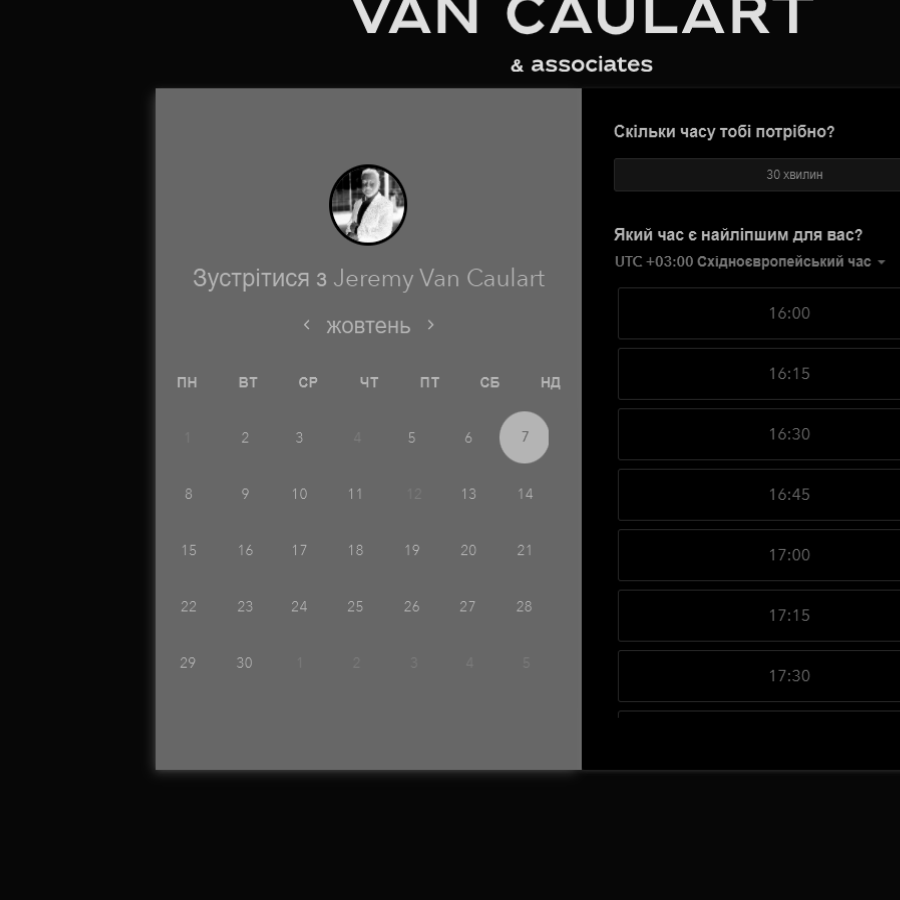 VAN CAULART
& associates
Зустрітися з Jeremy Van Caulart
жовтень
ПН ВТ СР ЧТ ПТ СБ НД
1 2 3 4 5 6 7
8 9 10 11 12 13 14
15 16 17 18 19 20 21
22 23 24 25 26 27 28
29 30 1 2 3 4 5
Скільки часу тобі потрібно?
30 хвилин
Який час є найліпшим для вас?
UTC +03:00 Східноєвропейський час
16:00
16:15
16:30
16:45
17:00
17:15
17:30